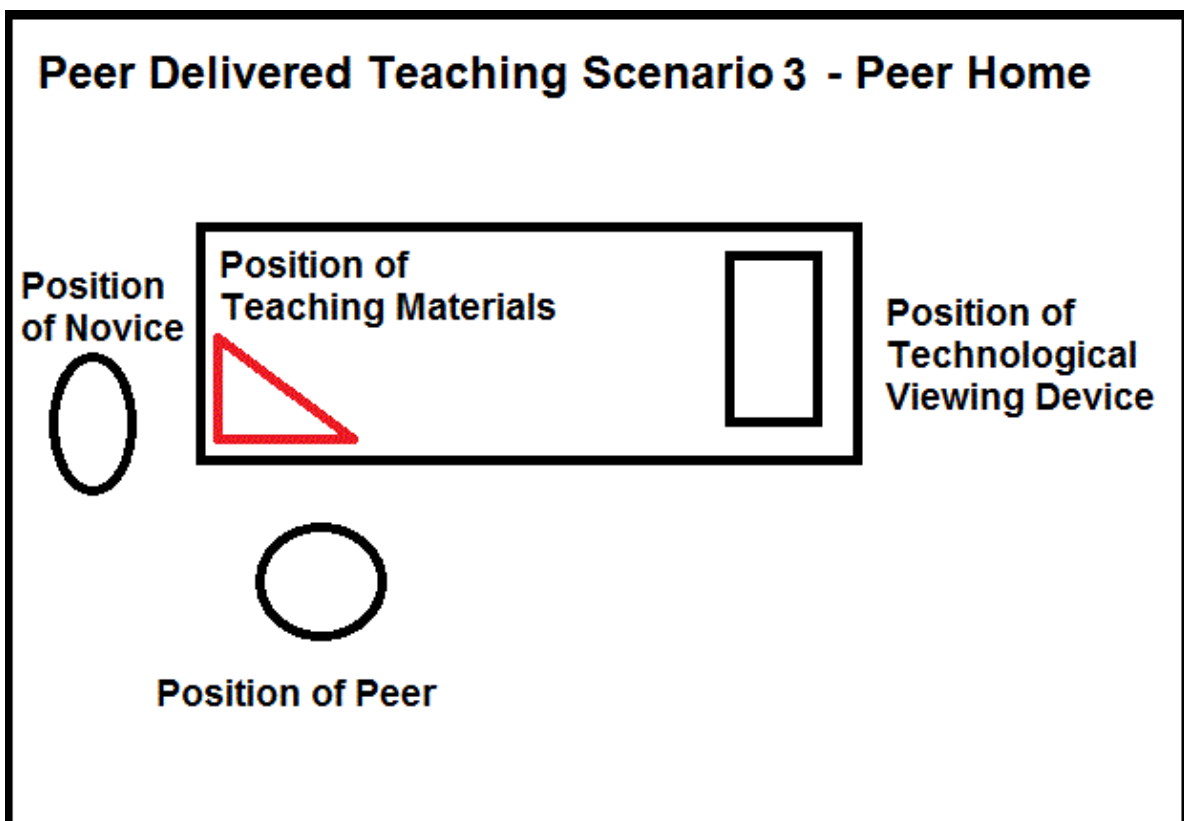 Peer Delivered Teaching Scenario 3 - Peer Home
Position
of Novice
Position of
Teaching Materials
Position of
Technological
Viewing Device
Position of Peer